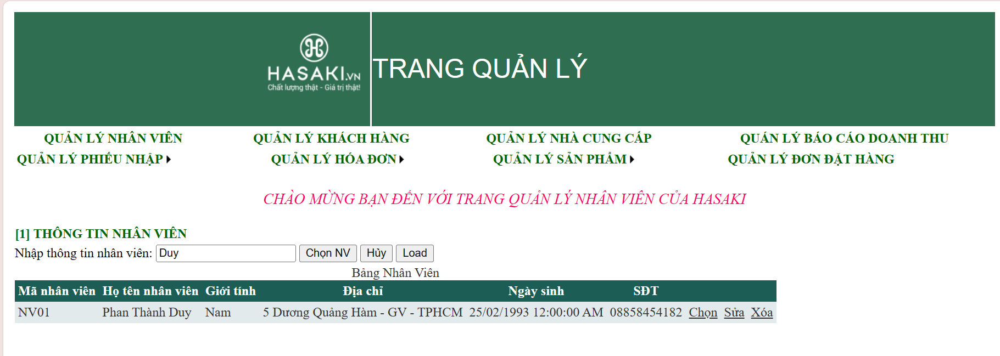 HASAKI.VN
Chất lượng thật - Giá trị thật!
TRANG QUẢN LÝ
QUẢN LÝ NHÂN VIÊN QUẢN LÝ KHÁCH HÀNG QUẢN LÝ NHÀ CUNG CẤP QUÁN LÝ BÁO CÁO DOANH THU
QUẢN LÝ PHIẾU NHẬP QUẢN LÝ HÓA ĐƠN QUẢN LÝ SẢN PHẨM QUẢN LÝ ĐƠN ĐẶT HÀNG
CHÀO MỪNG BẠN ĐẾN VỚI TRANG QUẢN LÝ NHÂN VIÊN CỦA HASAKI
[1] THÔNG TIN NHÂN VIÊN
Nhập thông tin nhân viên: Duy Chọn NV Hủy Load
Bảng Nhân Viên
Mã nhân viên Họ tên nhân viên Giới tính Địa chỉ Ngày sinh SĐT
NV01 Phan Thành Duy Nam 5 Dương Quảng Hàm - GV - TPHCM 25/02/1993 12:00:00 AM 08858454182 Chọn Sửa Xóa